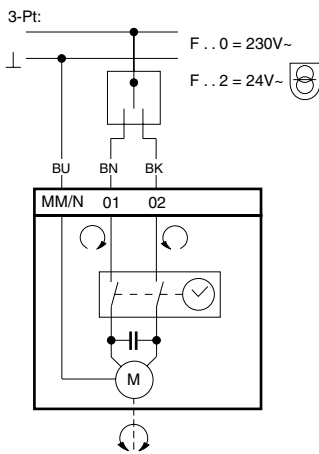 3-Pt:
F . . 0 = 230V~
⊥
F . . 2 = 24V~
BU BN BK
MM/N 01 02
M